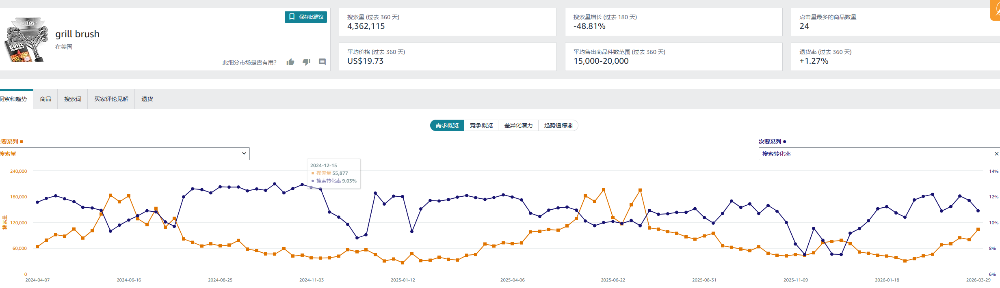 保存此建议
GRILLART
GRILL
ACCESSORIES
grill brush
在美国
此细分市场是否有用?
搜索量 (过去 360 天)
4,362,115
搜索量增长 (过去 180 天)
-48.81%
点击量最多的商品数量
24
平均价格 (过去 360 天)
US$19.73
平均售出商品件数范围 (过去 360 天)
15,000-20,000
退货率 (过去 360 天)
+1.27%
洞察和趋势
商品
搜索词
买家评论见解
退货
需求概览
竞争概览
差异化潜力
趋势追踪器
主要系列
搜索量
次要系列
搜索转化率
2024-12-15
搜索量 55,877
搜索转化率 9.03%
240,000
180,000
120,000
60,000
0
搜索量
14%
12%
10%
8%
6%
2024-04-07
2024-06-16
2024-08-25
2024-11-03
2025-01-12
2025-04-06
2025-06-22
2025-08-31
2025-11-09
2026-01-18
2026-03-29